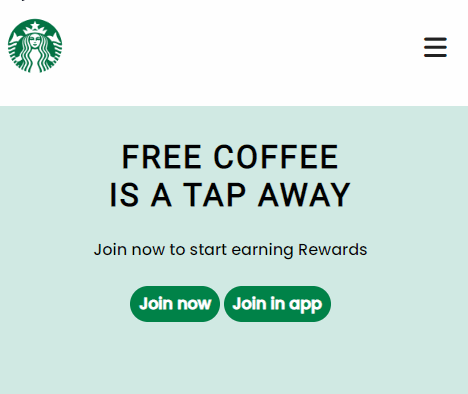 FREE COFFEE
IS A TAP AWAY
Join now to start earning Rewards
Join now Join in app